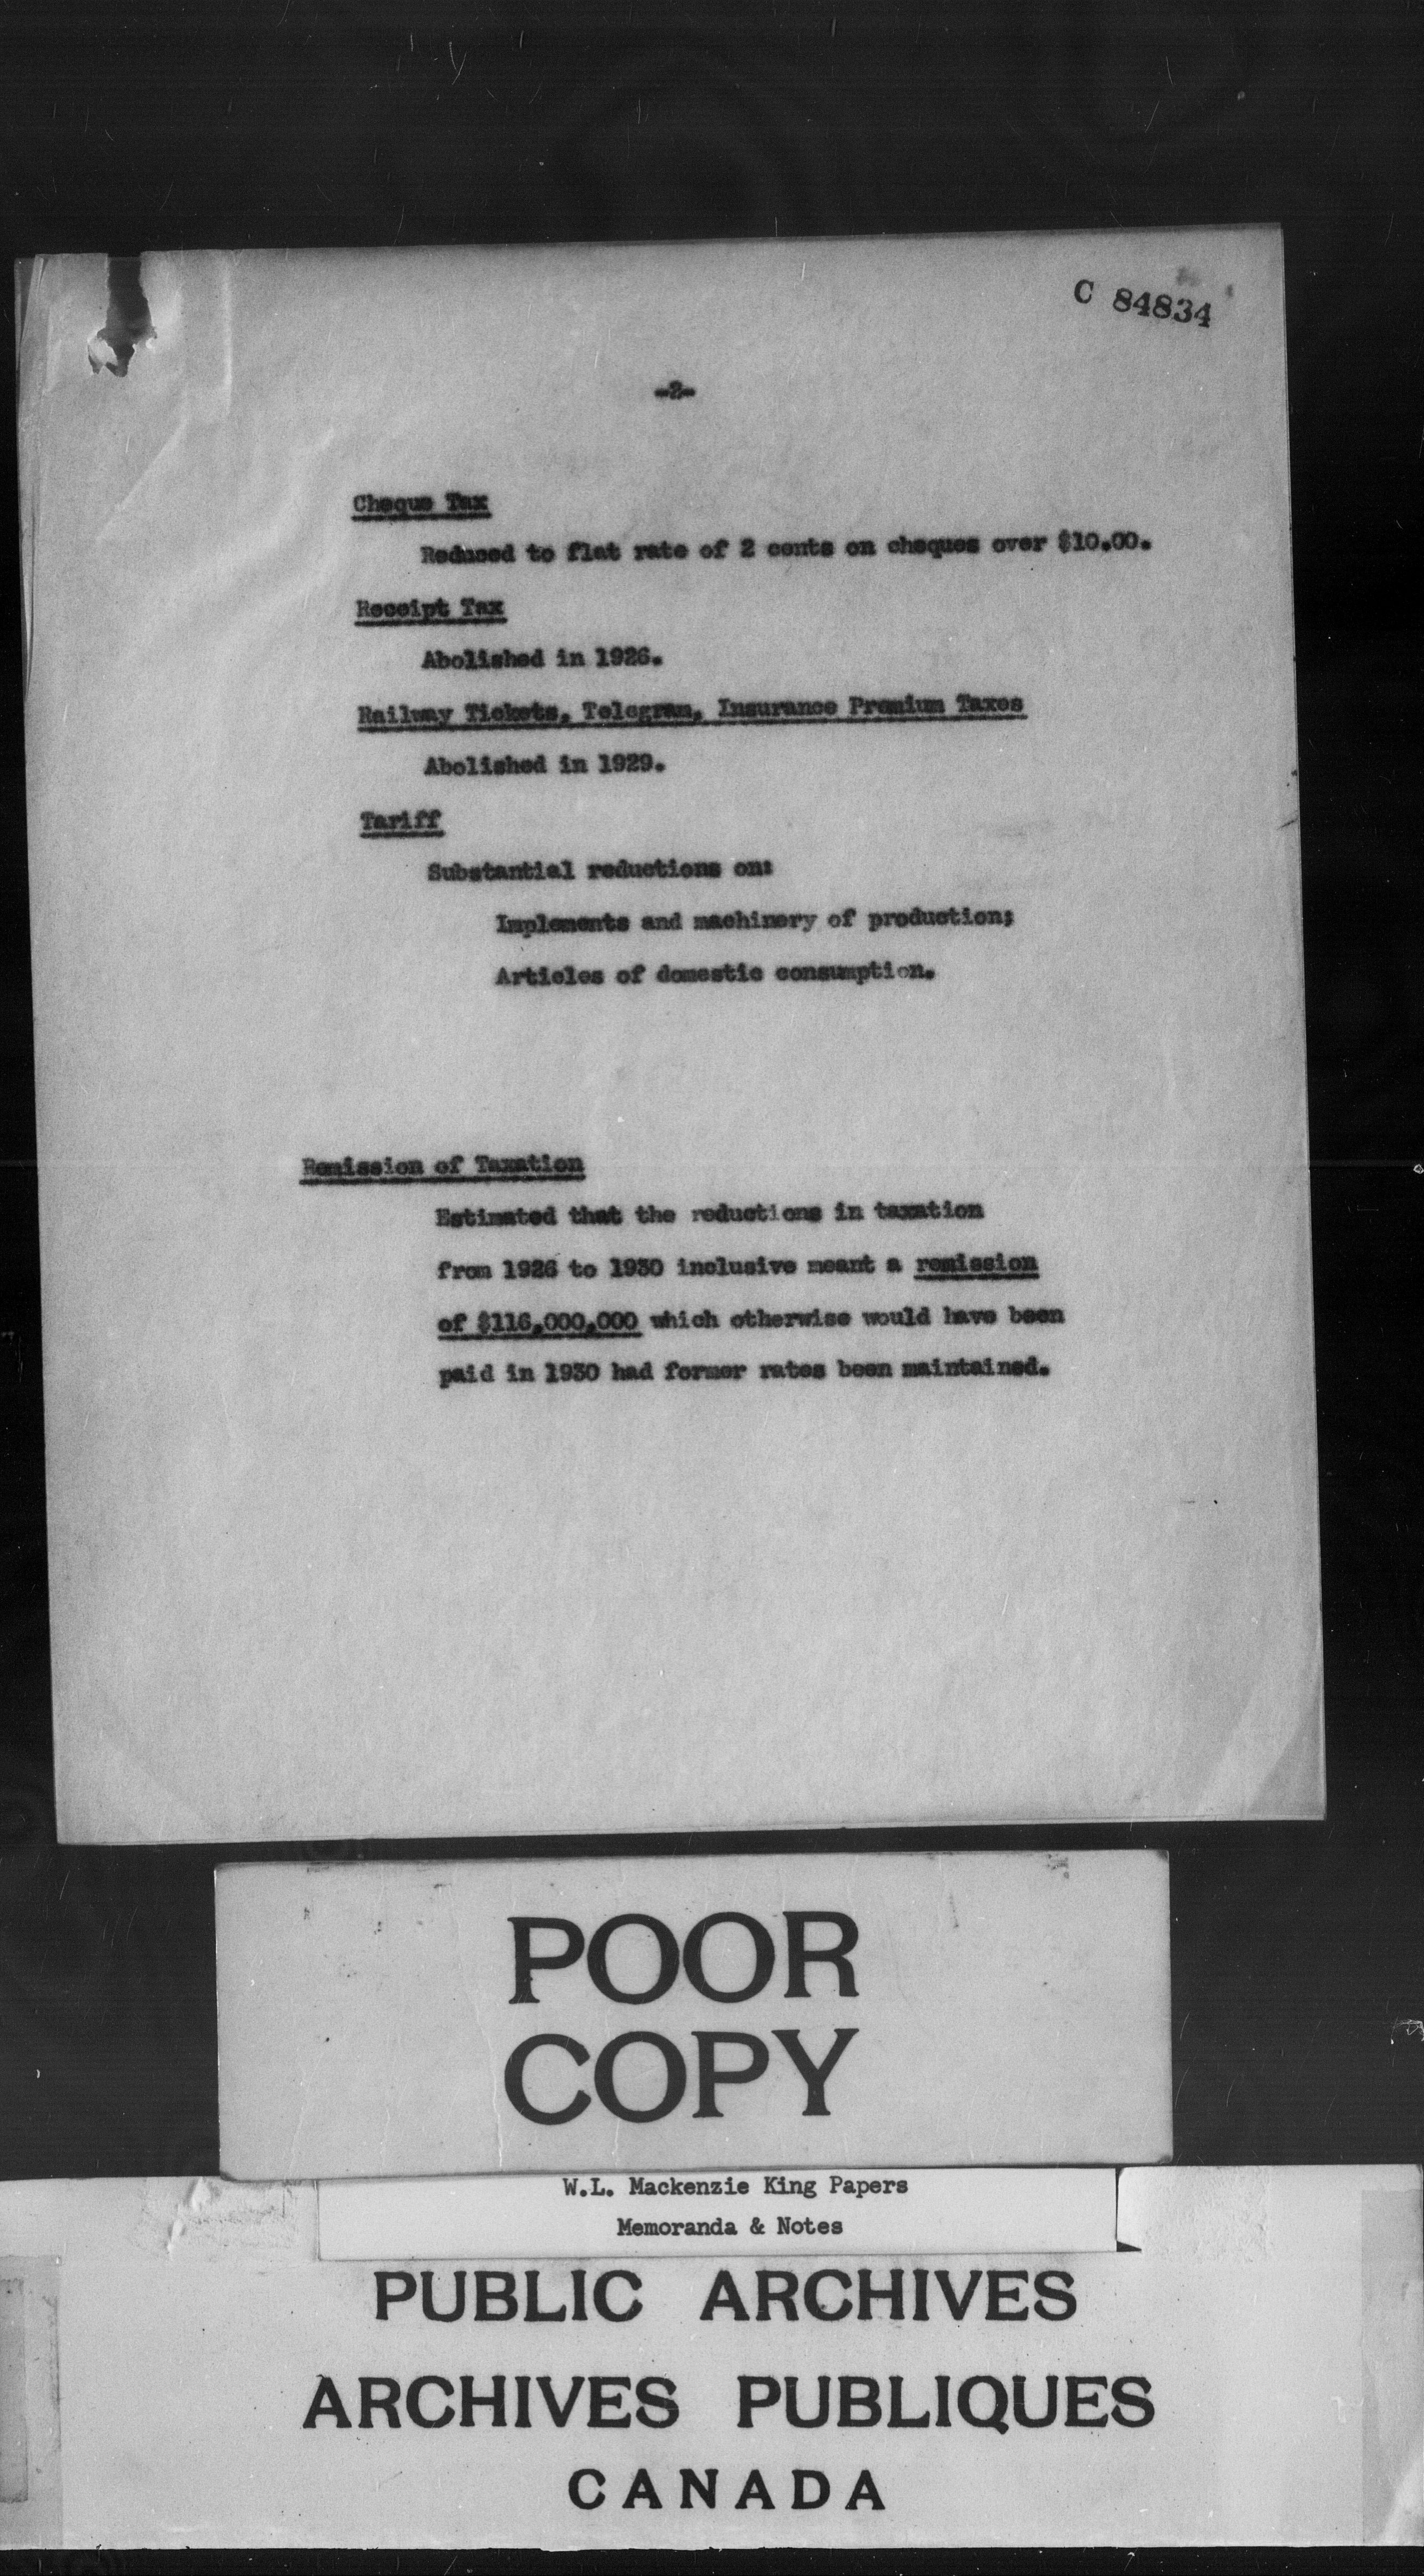 C 84834
-2-
Cheque Tax
Reduced to flat rate of 2 cents on cheques over $10.00.
Receipt Tax
Abolished in 1926.
Railway Tickets, Telegram, Insurance Premium Taxes
Abolished in 1929.
Tariff
Substantial reductions on:
Implements and machinery of production;
Articles of domestic consumption.
Remission of Taxation
Estimated that the reductions in taxation
from 1926 to 1930 inclusive meant a remission
of $116,000,000 which otherwise would have been
paid in 1930 had former rates been maintained.
POOR
COPY
W.L. Mackenzie King Papers
Memoranda & Notes
PUBLIC ARCHIVES
ARCHIVES PUBLIQUES
CANADA